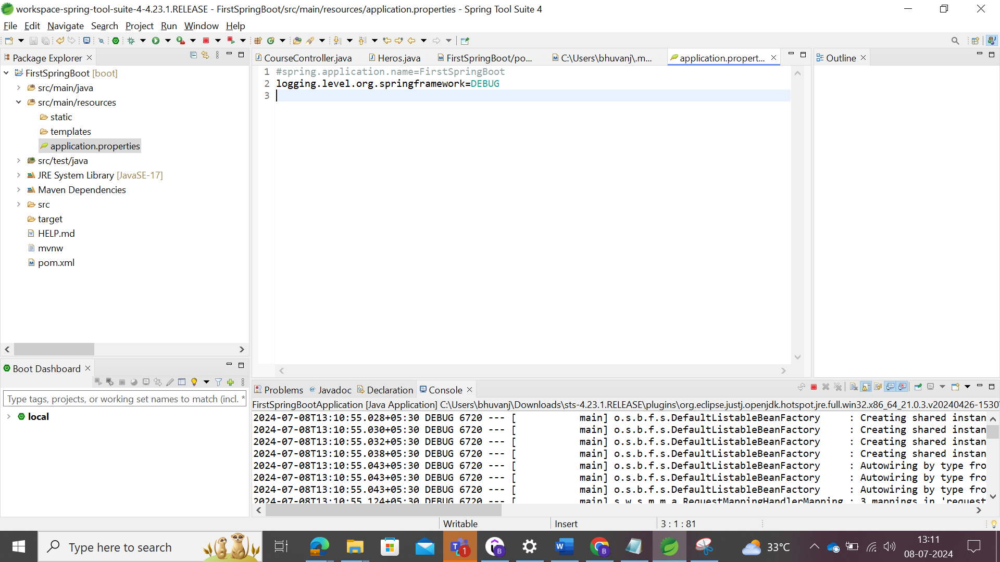 workspace-spring-tool-suite-4-4.23.1.RELEASE - FirstSpringBoot/src/main/resources/application.properties - Spring Tool Suite 4
File Edit Navigate Search Project Run Window Help
Package Explorer
FirstSpringBoot [boot]
src/main/java
src/main/resources
static
templates
application.properties
src/test/java
JRE System Library [JavaSE-17]
Maven Dependencies
src
target
HELP.md
mvnw
pom.xml
CourseController.java Heros.java FirstSpringBoot/po... C:\Users\bhuvanj\.m... application.propert...
1 #spring.application.name=FirstSpringBoot
2 logging.level.org.springframework=DEBUG
3
Outline
Boot Dashboard
Type tags, projects, or working set names to match (incl. *
local
Problems Javadoc Declaration Console
FirstSpringBootApplication [Java Application] C:\Users\bhuvanj\Downloads\sts-4.23.1.RELEASE\plugins\org.eclipse.justj.openjdk.hotspot.jre.full.win32.x86_64_21.0.3.v20240426-1530
2024-07-08T13:10:55.028+05:30 DEBUG 6720 --- [           main] o.s.b.f.s.DefaultListableBeanFactory     : Creating shared instan
2024-07-08T13:10:55.030+05:30 DEBUG 6720 --- [           main] o.s.b.f.s.DefaultListableBeanFactory     : Creating shared instan
2024-07-08T13:10:55.032+05:30 DEBUG 6720 --- [           main] o.s.b.f.s.DefaultListableBeanFactory     : Creating shared instan
2024-07-08T13:10:55.038+05:30 DEBUG 6720 --- [           main] o.s.b.f.s.DefaultListableBeanFactory     : Creating shared instan
2024-07-08T13:10:55.043+05:30 DEBUG 6720 --- [           main] o.s.b.f.s.DefaultListableBeanFactory     : Autowiring by type fro
2024-07-08T13:10:55.043+05:30 DEBUG 6720 --- [           main] o.s.b.f.s.DefaultListableBeanFactory     : Autowiring by type fro
2024-07-08T13:10:55.043+05:30 DEBUG 6720 --- [           main] o.s.b.f.s.DefaultListableBeanFactory     : Autowiring by type fro
2024-07-08T13:10:55.124+05:30 DEBUG 6720 --- [           main] s.w.s.m.m.a.RequestMappingHandlerMapping : 3 mappings in 'request
Writable Insert 3 : 1 : 81
Type here to search
1
33°C
13:11
08-07-2024